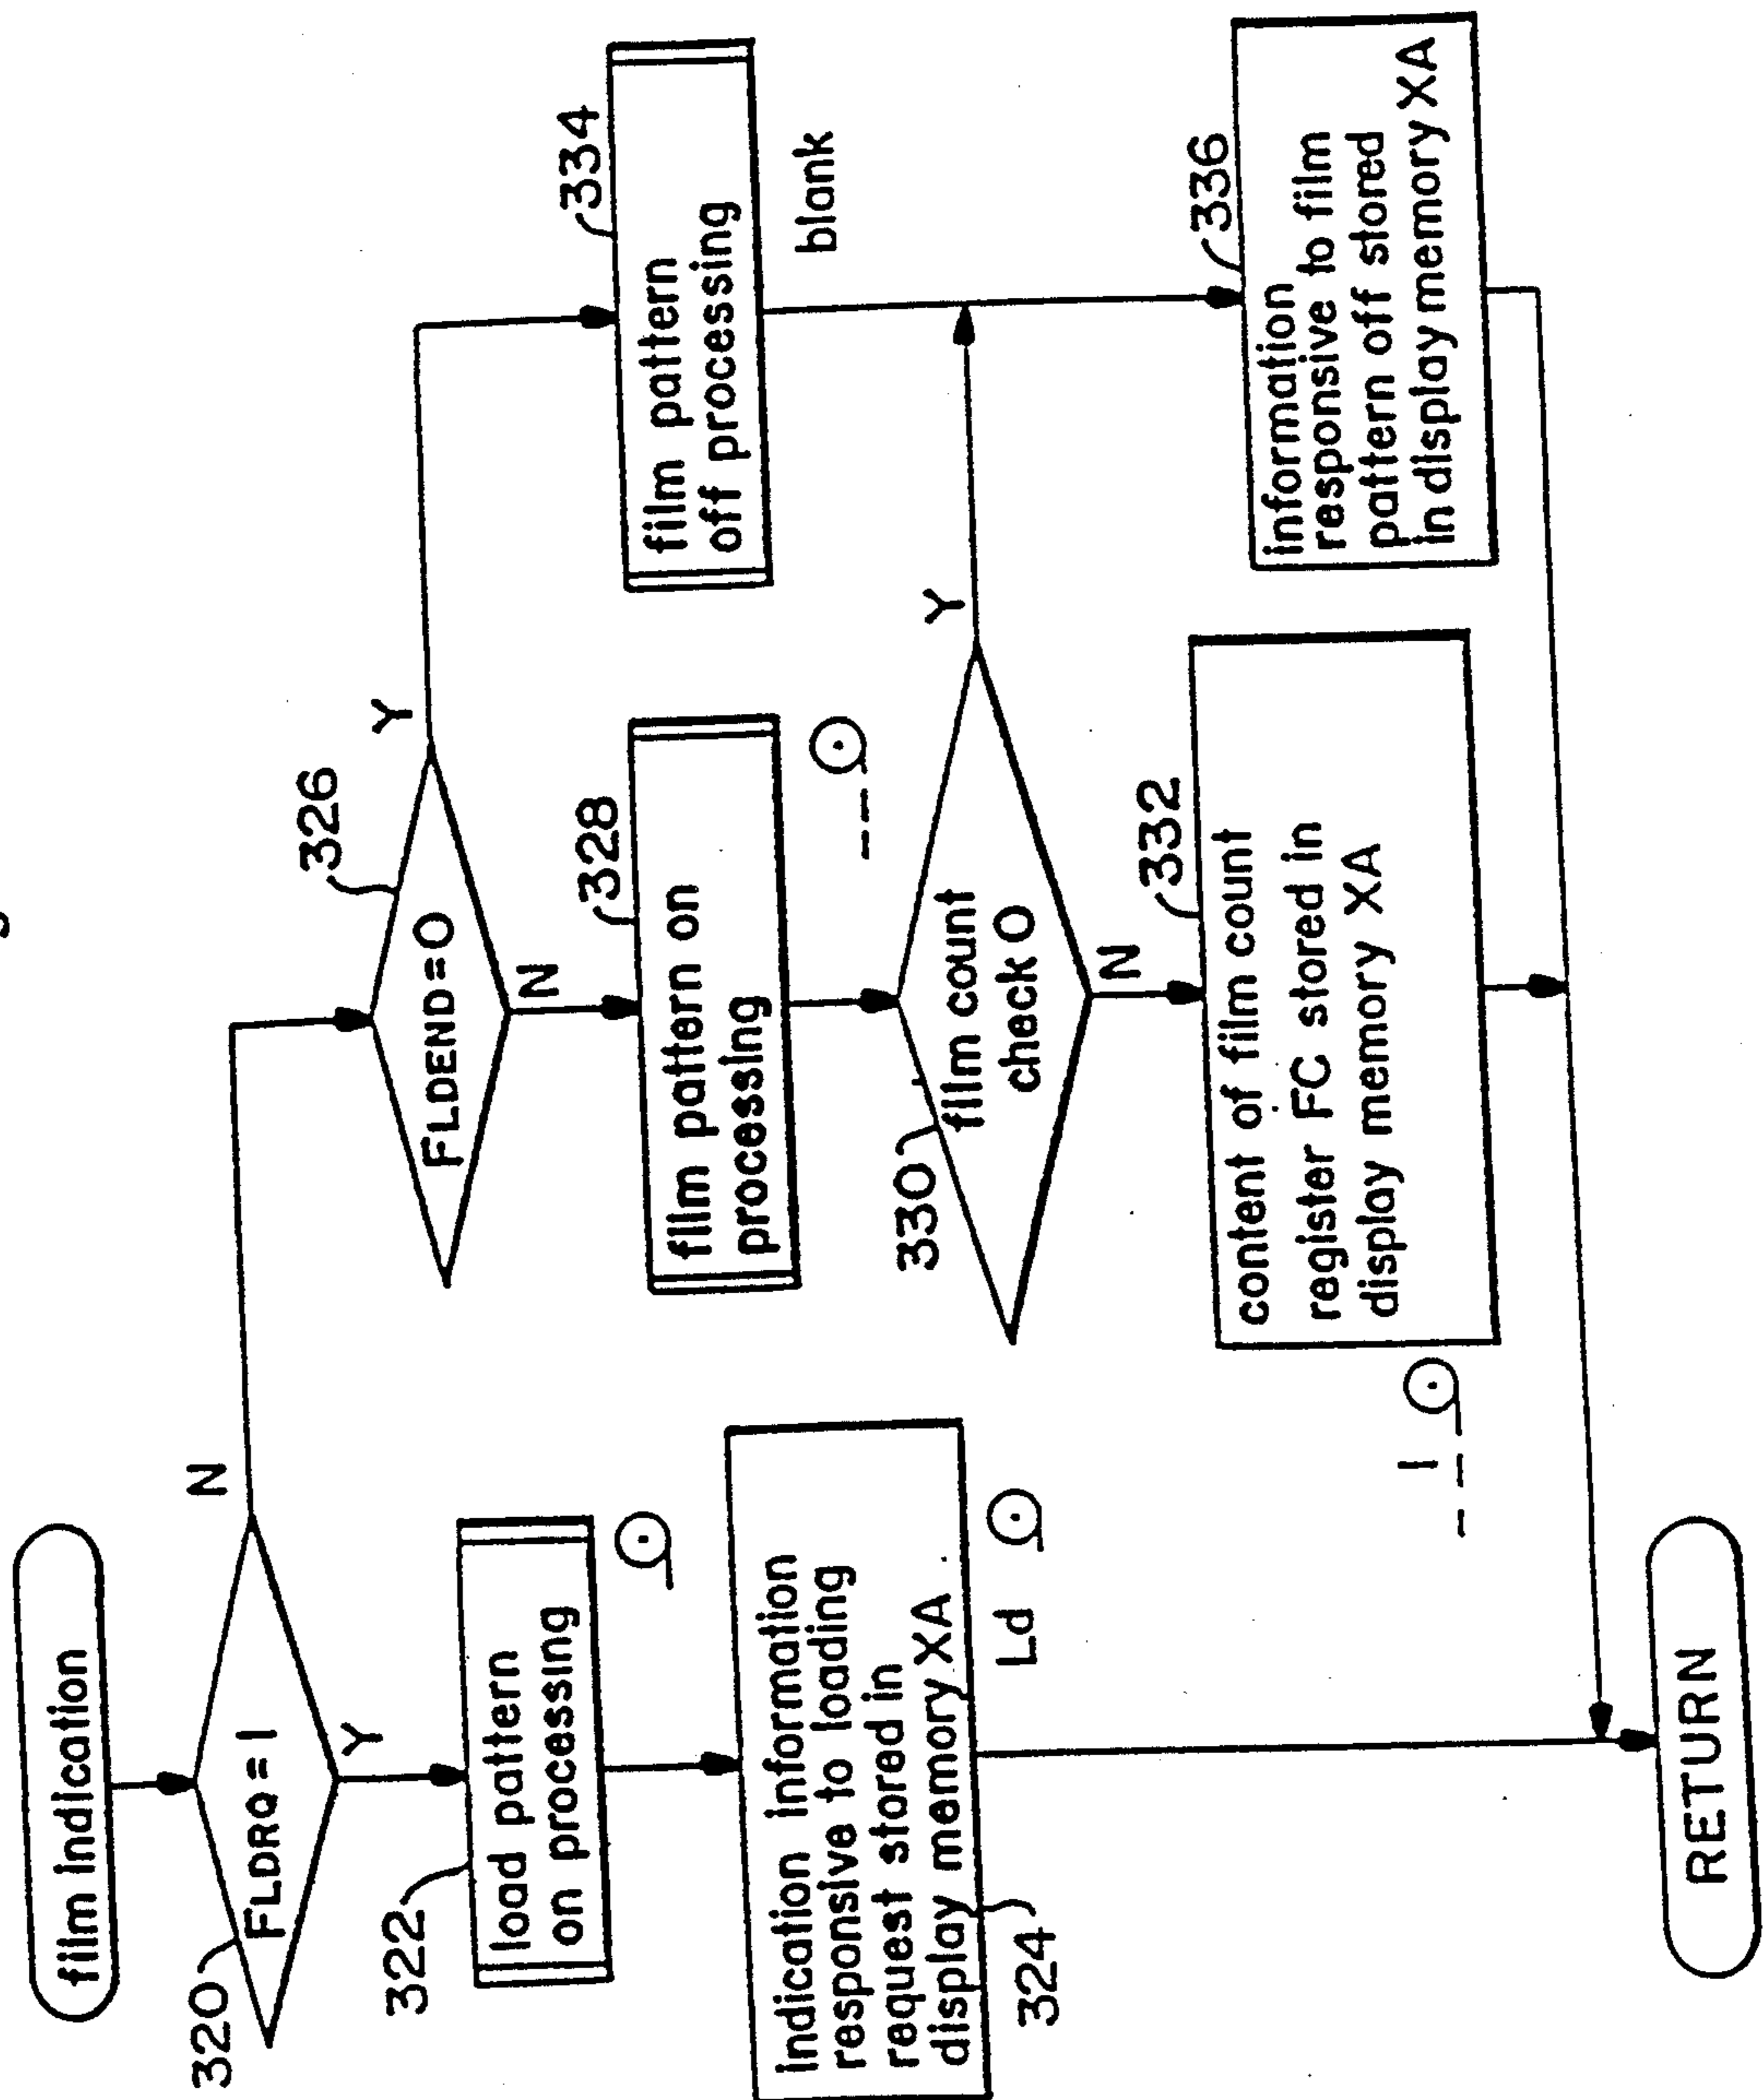 film indication
320
FLDRQ=1
N
Y
322
load pattern
on processing
indication information
responsive to loading
request stored in
display memory XA
324
Ld
326
FLDEND=0
Y
N
328
film pattern on
processing
330
film count
check 0
Y
N
332
content of film count
register FC stored in
display memory XA
1
334
film pattern
off processing
blank
336
information
responsive to film
pattern off stored
in display memory XA
RETURN